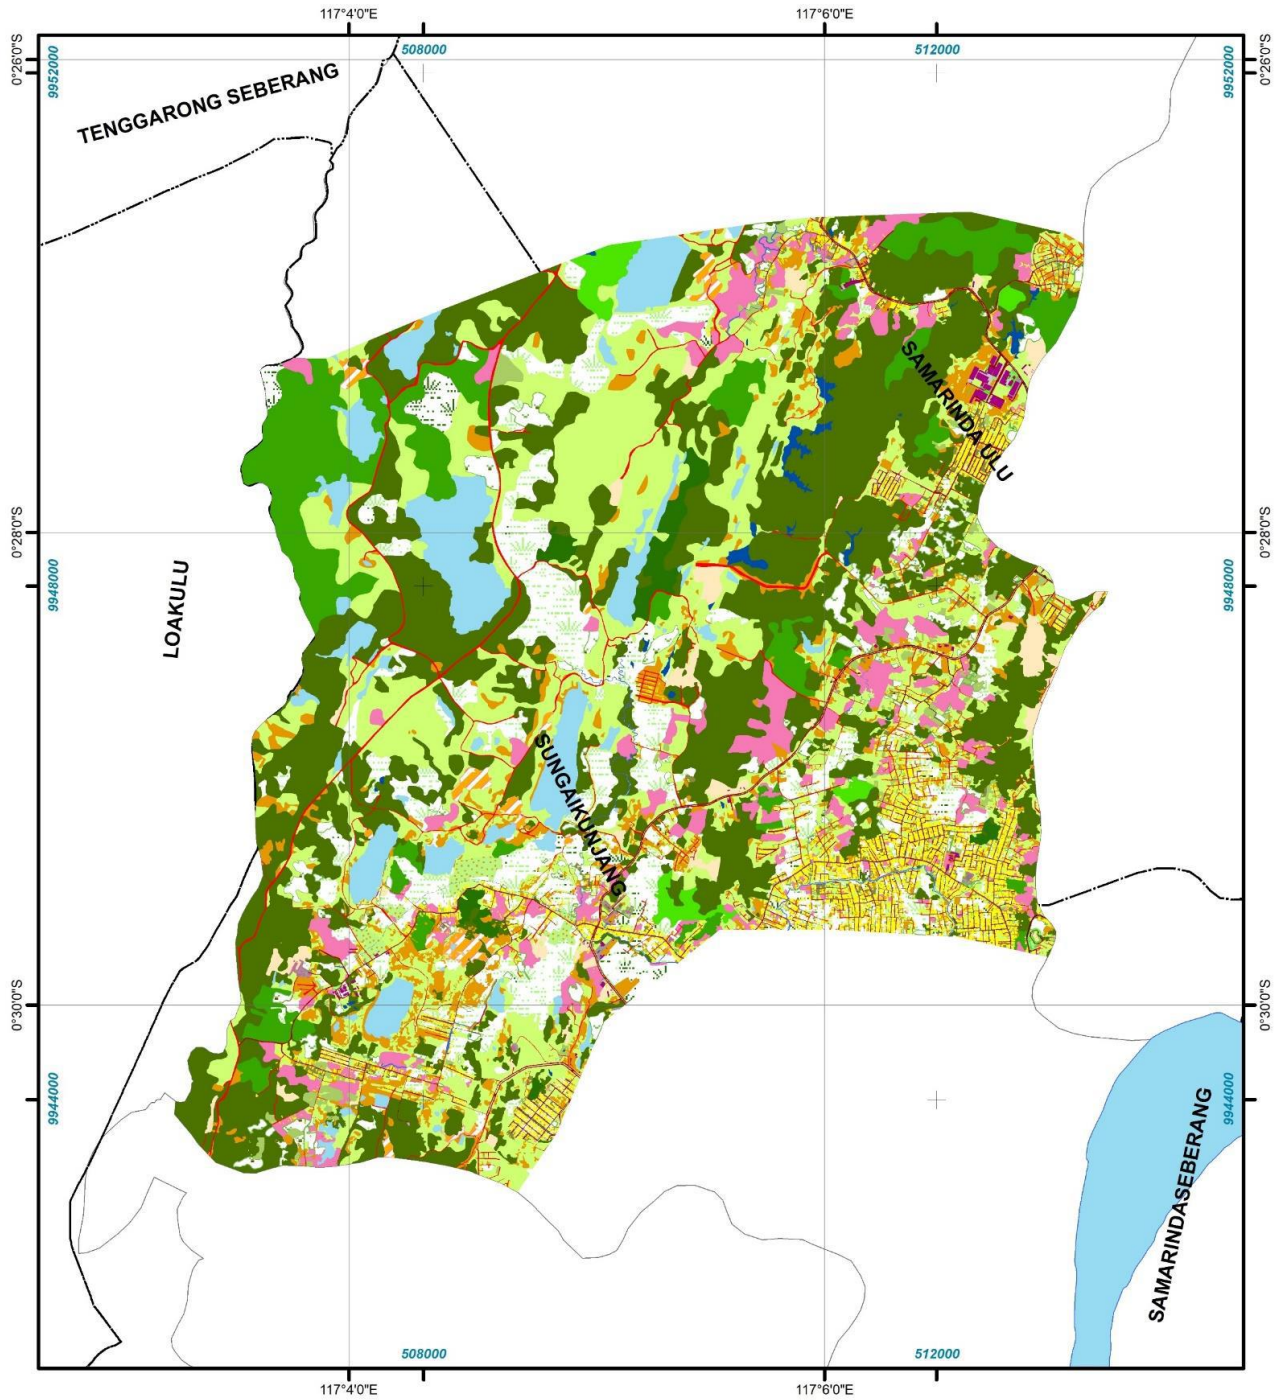 117°4'0"E 117°6'0"E
508000 512000
0°26'0"S 0°26'0"S
9952000 9952000
TENGGARONG SEBERANG
SAMARINDA ULU
0°28'0"S 0°28'0"S
9948000 9948000
LOAKULU
SUNGAIKUNJANG
0°30'0"S 0°30'0"S
9944000 9944000
SAMARINDASEBERANG
508000 512000
117°4'0"E 117°6'0"E